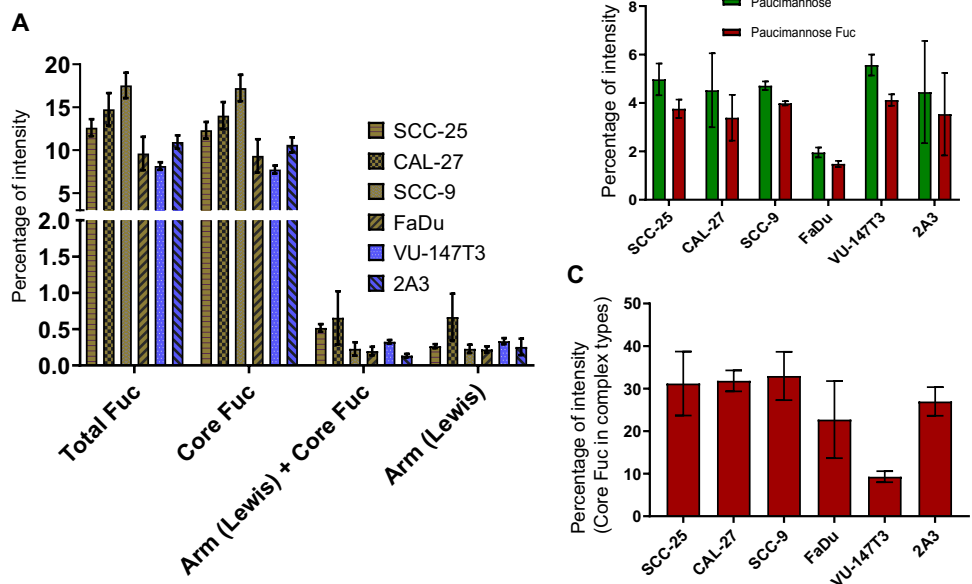 A
Percentage of intensity
20
15
10
5
2.0
1.5
1.0
0.5
0.0
Total Fuc
Core Fuc
Arm (Lewis) + Core Fuc
Arm (Lewis)
SCC-25
CAL-27
SCC-9
FaDu
VU-147T3
2A3
Paucimannose
Paucimannose Fuc
Percentage of intensity
8
6
4
2
0
SCC-25
CAL-27
SCC-9
FaDu
VU-147T3
2A3
C
Percentage of intensity
(Core Fuc in complex types)
50
40
30
20
10
0
SCC-25
CAL-27
SCC-9
FaDu
VU-147T3
2A3